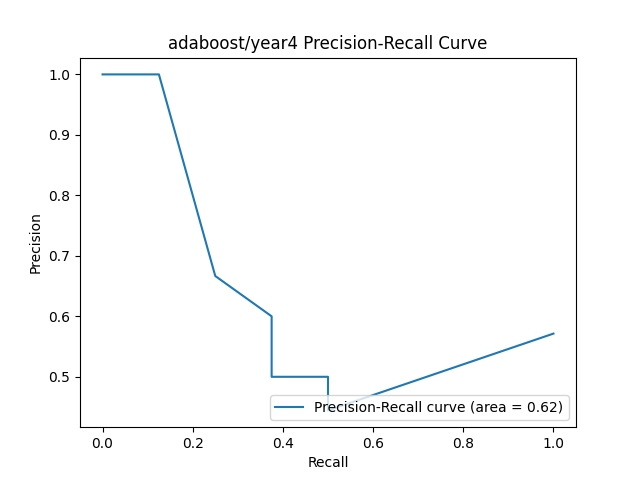 adaboost/year4 Precision-Recall Curve
1.0
0.9
0.8
0.7
0.6
0.5
Precision
Precision-Recall curve (area = 0.62)
0.0 0.2 0.4 0.6 0.8 1.0
Recall